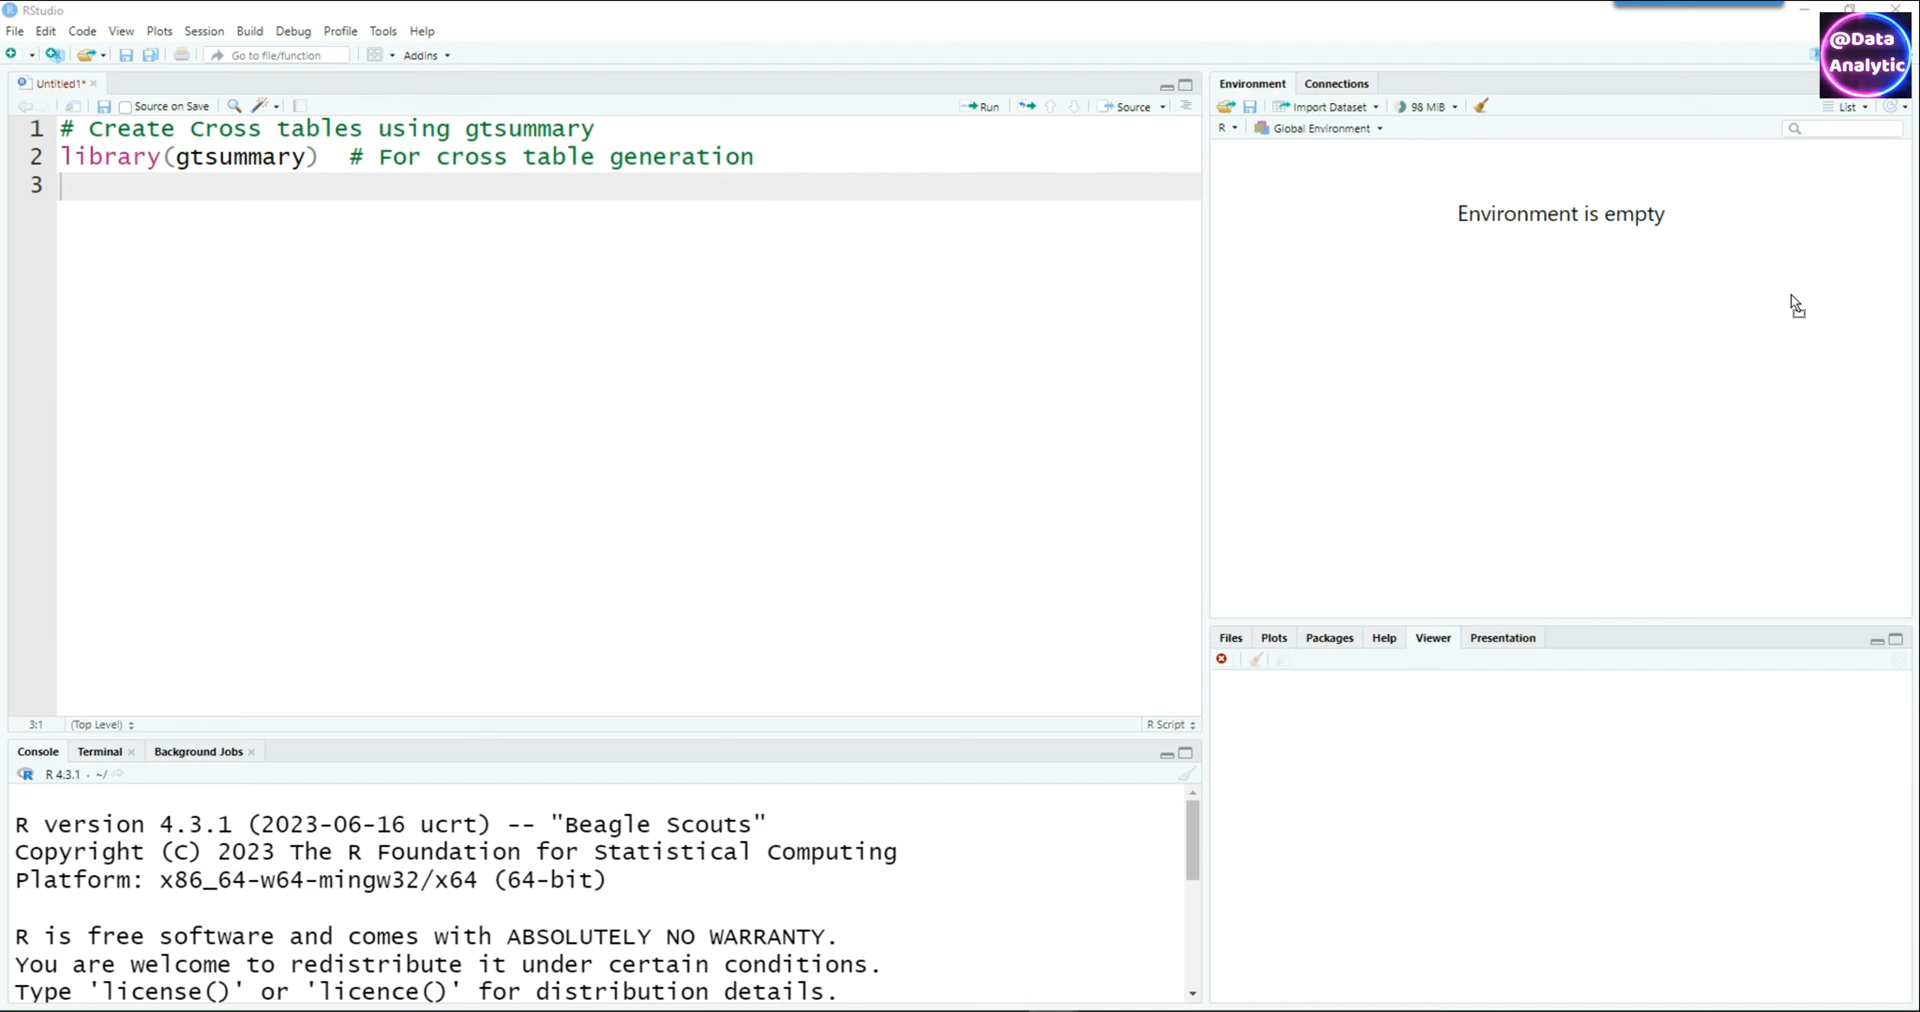 RStudio
File Edit Code View Plots Session Build Debug Profile Tools Help
Go to file/function Addins
@Data
Analytic
Untitled1*
Source on Save Run Source
1 # Create Cross tables using gtsummary
2 library(gtsummary)  # For cross table generation
3
3:1 (Top Level) R Script
Console Terminal Background Jobs
R 4.3.1 · ~/
R version 4.3.1 (2023-06-16 ucrt) -- "Beagle Scouts"
Copyright (C) 2023 The R Foundation for Statistical Computing
Platform: x86_64-w64-mingw32/x64 (64-bit)
R is free software and comes with ABSOLUTELY NO WARRANTY.
You are welcome to redistribute it under certain conditions.
Type 'license()' or 'licence()' for distribution details.
Environment Connections
Import Dataset 98 MiB List
R Global Environment
Environment is empty
Files Plots Packages Help Viewer Presentation